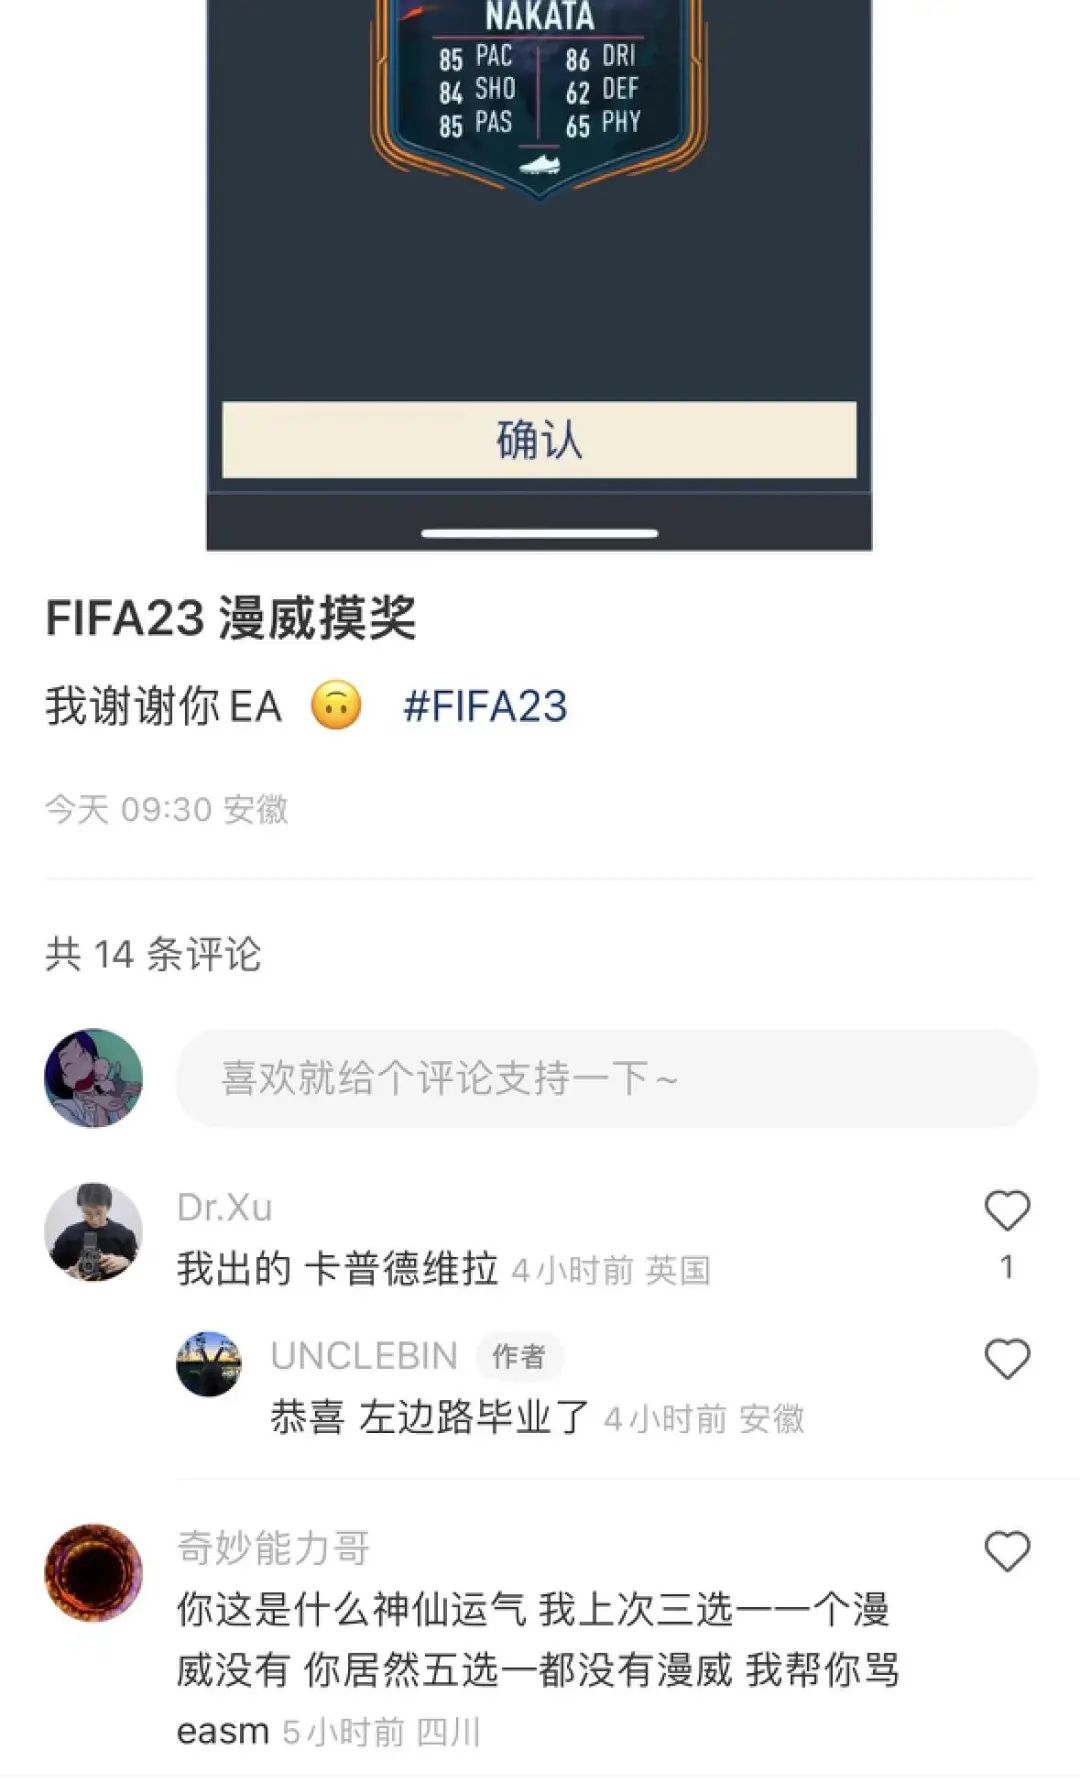 NAKATA
85 PAC 86 DRI
84 SHO 62 DEF
85 PAS 65 PHY
确认
FIFA23 漫威摸奖
我谢谢你EA 🙃 #FIFA23
今天 09:30 安徽
共 14 条评论
喜欢就给个评论支持一下~
Dr.Xu
我出的 卡普德维拉 4小时前 英国
1
UNCLEBIN 作者
恭喜 左边路毕业了 4小时前 安徽
奇妙能力哥
你这是什么神仙运气 我上次三选一一个漫
威没有 你居然五选一都没有漫威 我帮你骂
easm 5小时前 四川